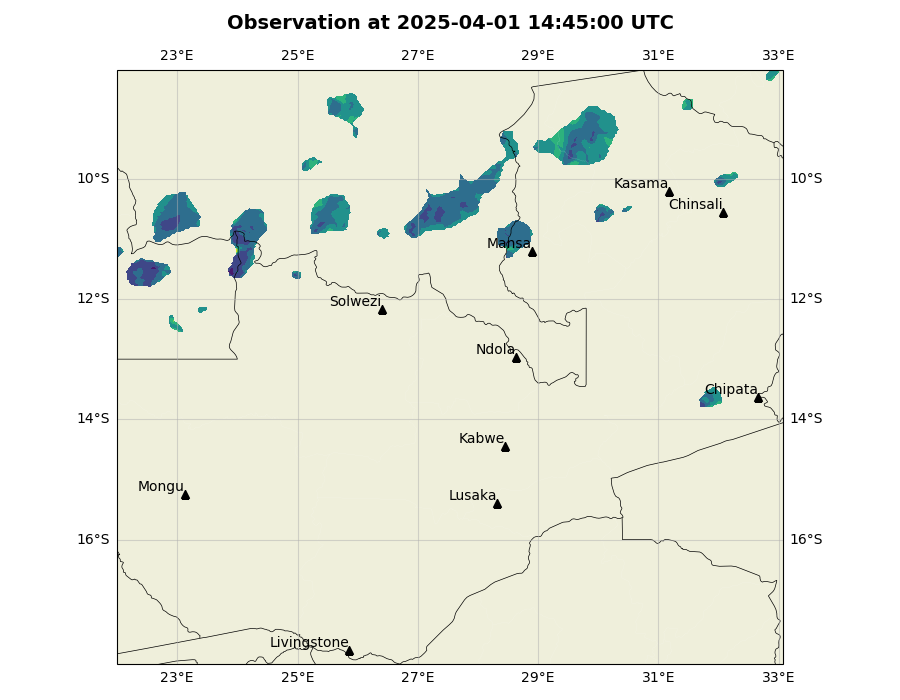 Observation at 2025-04-01 14:45:00 UTC
23°E 25°E 27°E 29°E 31°E 33°E
10°S 10°S
Kasama
Chinsali
Mansa
12°S 12°S
Solwezi
Ndola
Chipata
14°S 14°S
Kabwe
Mongu
Lusaka
16°S 16°S
Livingstone
23°E 25°E 27°E 29°E 31°E 33°E